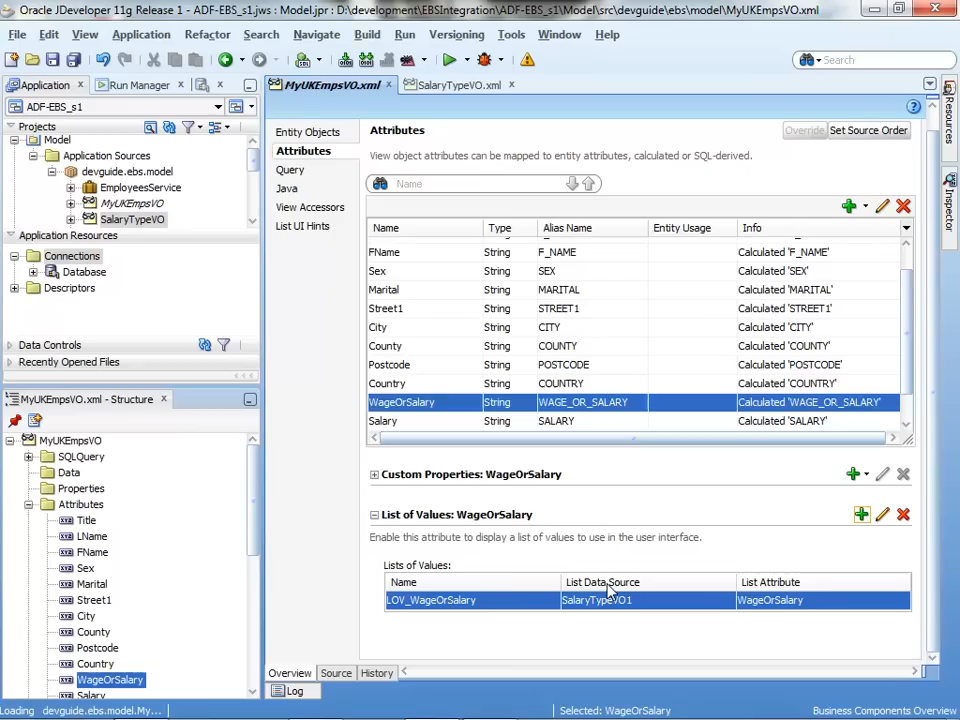 Oracle JDeveloper 11g Release 1 - ADF-EBS_s1.jws : Model.jpr : D:\development\EBSIntegration\ADF-EBS_s1\Model\src\devguide\ebs\model\MyUKEmpsVO.xml
File Edit View Application Refactor Search Navigate Build Run Versioning Tools Window Help
Search
Application Run Manager
ADF-EBS_s1
Projects
Model
Application Sources
devguide.ebs.model
EmployeesService
MyUKEmpsVO
SalaryTypeVO
Application Resources
Connections
Database
Descriptors
Data Controls
Recently Opened Files
MyUKEmpsVO.xml - Structure
MyUKEmpsVO
SQLQuery
Data
Properties
Attributes
Title
LName
FName
Sex
Marital
Street1
City
County
Postcode
Country
WageOrSalary
Salary
MyUKEmpsVO.xml SalaryTypeVO.xml
Entity Objects
Attributes
Query
Java
View Accessors
List UI Hints
Attributes
Override Set Source Order
View object attributes can be mapped to entity attributes, calculated or SQL-derived.
Name
Name Type Alias Name Entity Usage Info
FName String F_NAME Calculated 'F_NAME'
Sex String SEX Calculated 'SEX'
Marital String MARITAL Calculated 'MARITAL'
Street1 String STREET1 Calculated 'STREET1'
City String CITY Calculated 'CITY'
County String COUNTY Calculated 'COUNTY'
Postcode String POSTCODE Calculated 'POSTCODE'
Country String COUNTRY Calculated 'COUNTRY'
WageOrSalary String WAGE_OR_SALARY Calculated 'WAGE_OR_SALARY'
Salary String SALARY Calculated 'SALARY'
Custom Properties: WageOrSalary
List of Values: WageOrSalary
Enable this attribute to display a list of values to use in the user interface.
Lists of Values:
Name List Data Source List Attribute
LOV_WageOrSalary SalaryTypeVO1 WageOrSalary
Overview Source History
Log
Resources
Inspector
Loading devguide.ebs.model.My... Selected: WageOrSalary Business Components Overview